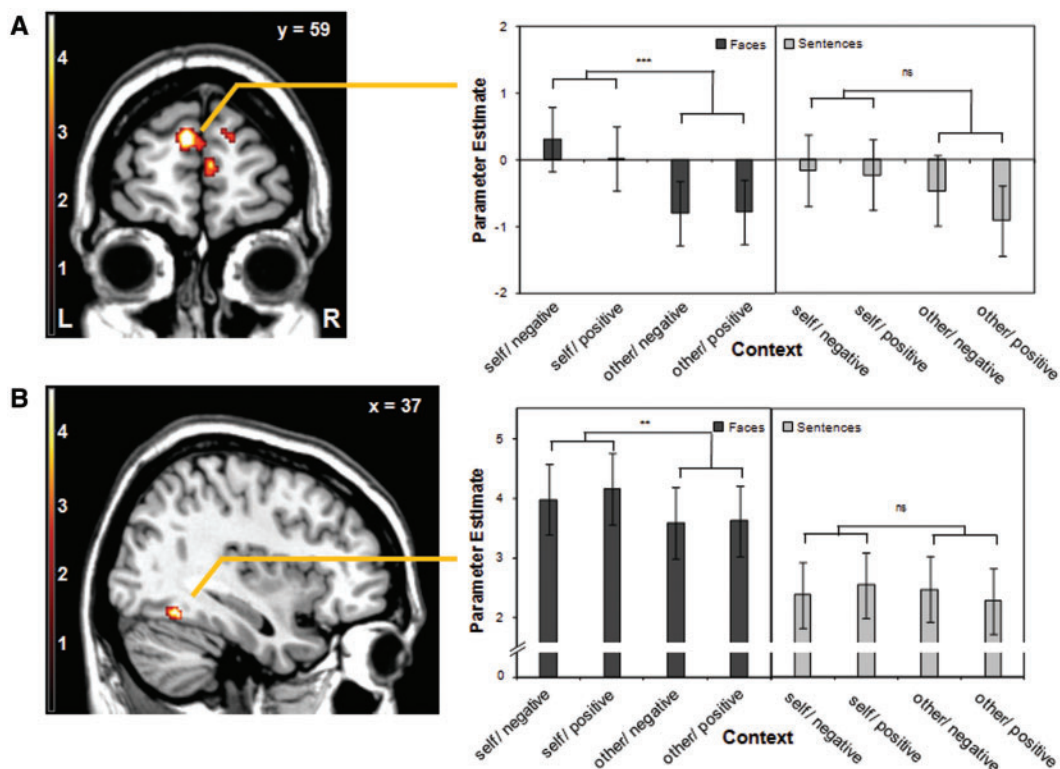 A
y = 59
4
3
2
1
L
R
2
1
0
-1
-2
Parameter Estimate
Faces
Sentences
***
ns
self/ negative
self/ positive
other/ negative
other/ positive
self/ negative
self/ positive
other/ negative
other/ positive
Context
B
x = 37
4
3
2
1
5
4
3
2
0
Parameter Estimate
Faces
Sentences
**
ns
self/ negative
self/ positive
other/ negative
other/ positive
self/ negative
self/ positive
other/ negative
other/ positive
Context